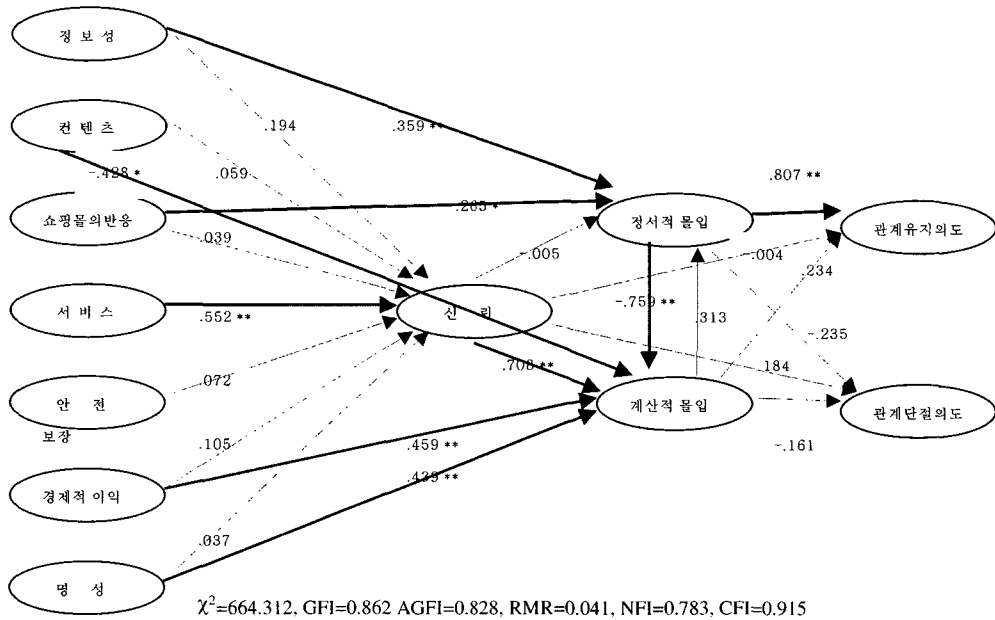 정 보 성
.194
.359 **
컨 텐 츠
-.428 *
.059
.807 **
쇼핑몰의반응
.265 *
정서적 몰입
관계유지의도
.039
-.005
-.004
.234
서 비 스
신 뢰
-.759 **
.552 **
.313
-.235
.708 **
.184
.072
안 전
보장
계산적 몰입
관계단절의도
.105
.459 **
-.161
.439 **
경제적 이익
.037
명 성
χ²=664.312, GFI=0.862 AGFI=0.828, RMR=0.041, NFI=0.783, CFI=0.915